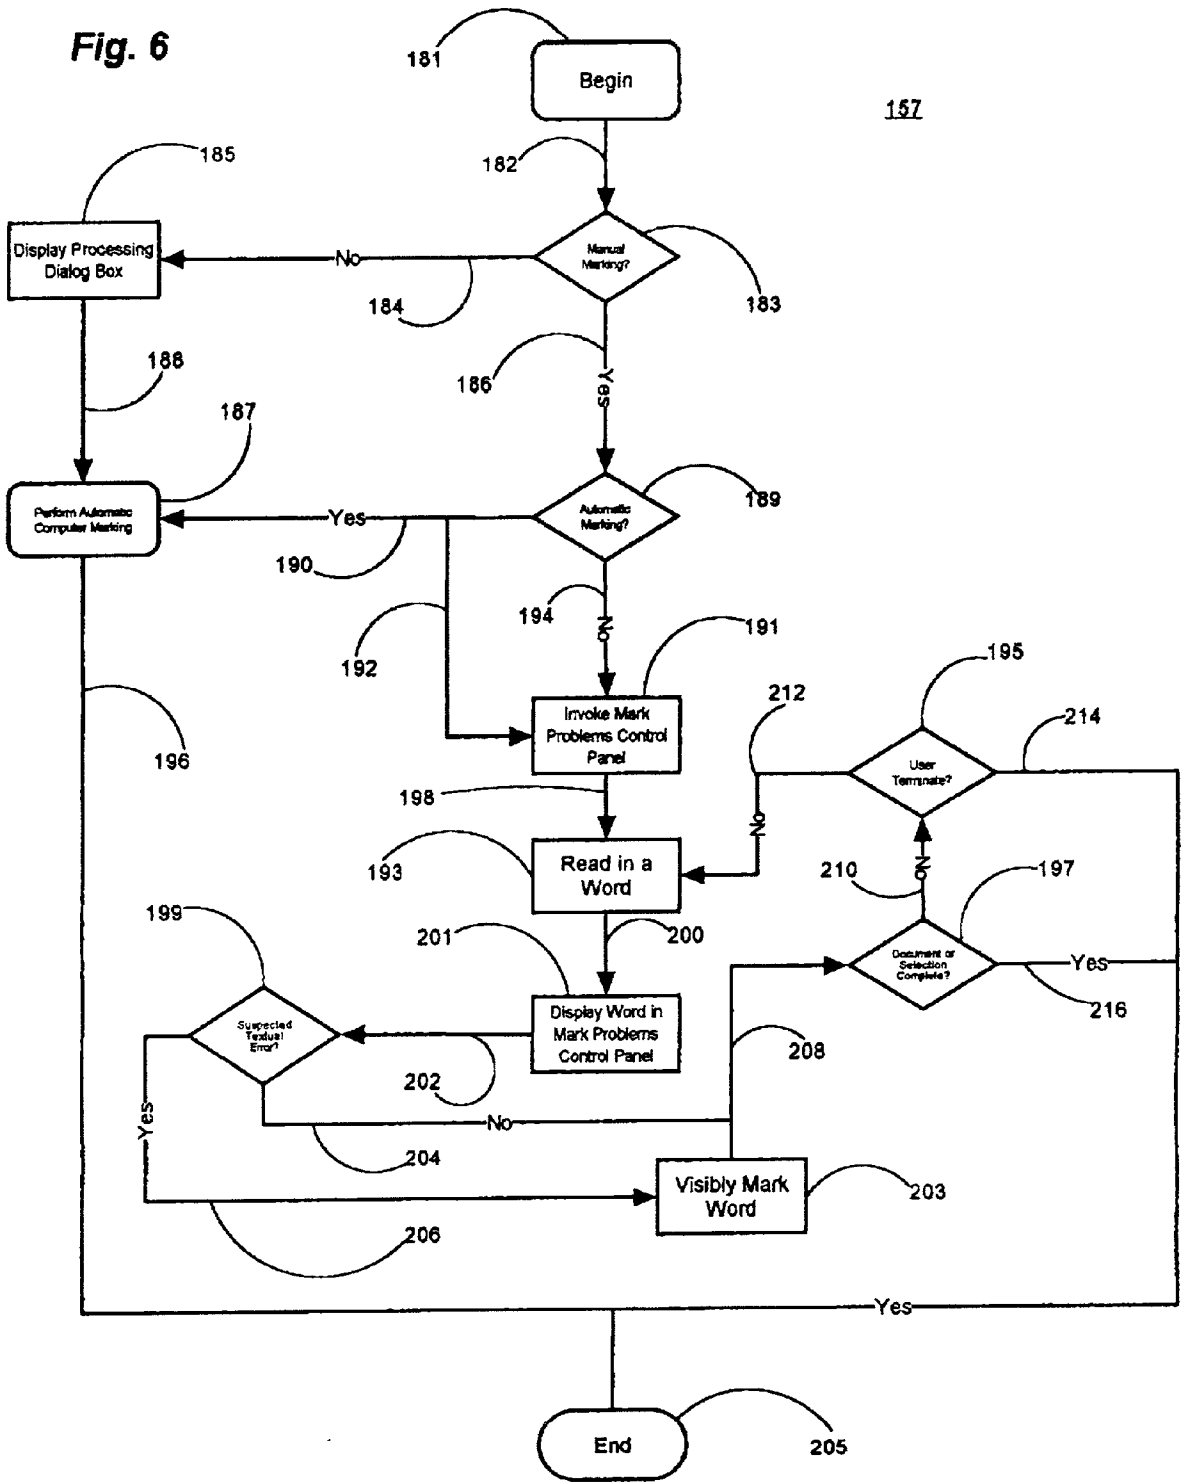 Fig. 6
181
Begin
157
182
185
Display Processing
Dialog Box
No
Manual
Marking?
184
183
188
186
Yes
187
Perform Automatic
Computer Marking
Yes
Automatic
Marking?
189
190
194
No
192
191
195
212
214
Invoke Mark
Problems Control
Panel
User
Terminate?
196
198
No
193
Read in a
Word
210
No
197
199
201
200
Document or
Selection
Complete?
Yes
216
Suspected
Textual
Error?
Display Word in
Mark Problems
Control Panel
208
202
Yes
No
204
Visibly Mark
Word
203
206
Yes
End
205